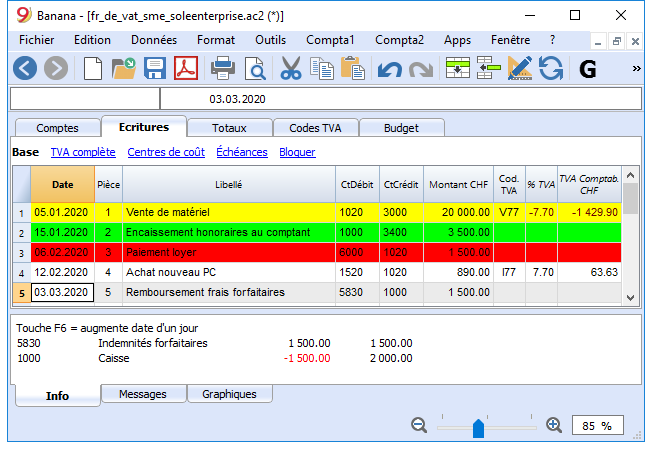 Banana - [fr_de_vat_sme_soleenterprise.ac2 (*)]
Fichier Edition Données Format Outils Compta1 Compta2 Apps Fenêtre ?
G »
03.03.2020
Comptes Ecritures Totaux Codes TVA Budget
Base TVA complète Centres de coût Échéances Bloquer
Date Pièce Libellé CtDébit CtCrédit Montant CHF Cod. TVA % TVA TVA Comptab. CHF
1 05.01.2020 1 Vente de matériel 1020 3000 20 000.00 V77 -7.70 -1 429.90
2 15.01.2020 2 Encaissement honoraires au comptant 1000 3400 3 500.00
3 06.02.2020 3 Paiement loyer 6000 1020 1 500.00
4 12.02.2020 4 Achat nouveau PC 1520 1020 890.00 I77 7.70 63.63
5 03.03.2020 5 Remboursement frais forfaitaires 5830 1000 1 500.00
Touche F6 = augmente date d'un jour
5830 Indemnités forfaitaires 1 500.00 1 500.00
1000 Caisse -1 500.00 2 000.00
Info Messages Graphiques
85 %